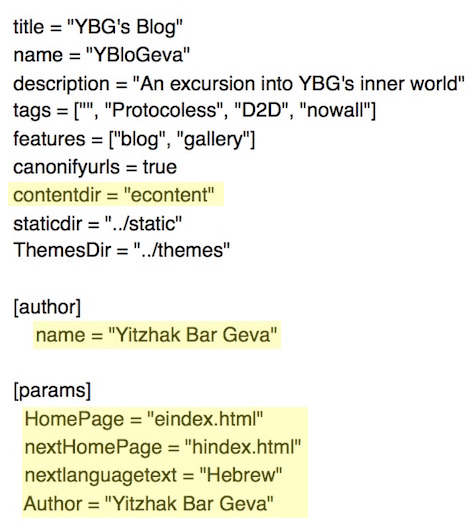 title = "YBG's Blog"
name = "YBloGeva"
description = "An excursion into YBG's inner world"
tags = ["", "Protocoless", "D2D", "nowall"]
features = ["blog", "gallery"]
canonifyurls = true
contentdir = "econtent"
staticdir = "../static"
ThemesDir = "../themes"
[author]
name = "Yitzhak Bar Geva"
[params]
HomePage = "eindex.html"
nextHomePage = "hindex.html"
nextlanguagetext = "Hebrew"
Author = "Yitzhak Bar Geva"